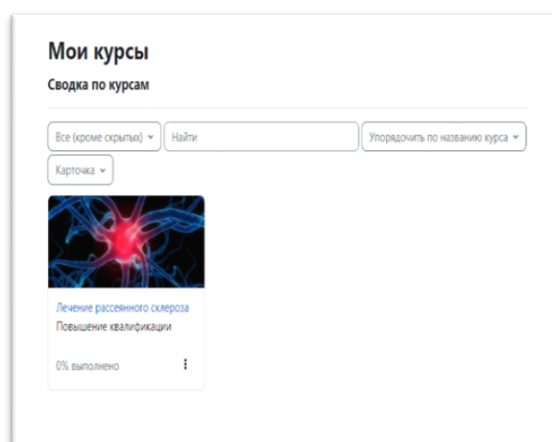 Мои курсы
Сводка по курсам
Все (кроме скрытых)
Найти
Упорядочить по названию курса
Карточка
Лечение рассеянного склероза
Повышение квалификации
0% выполнено